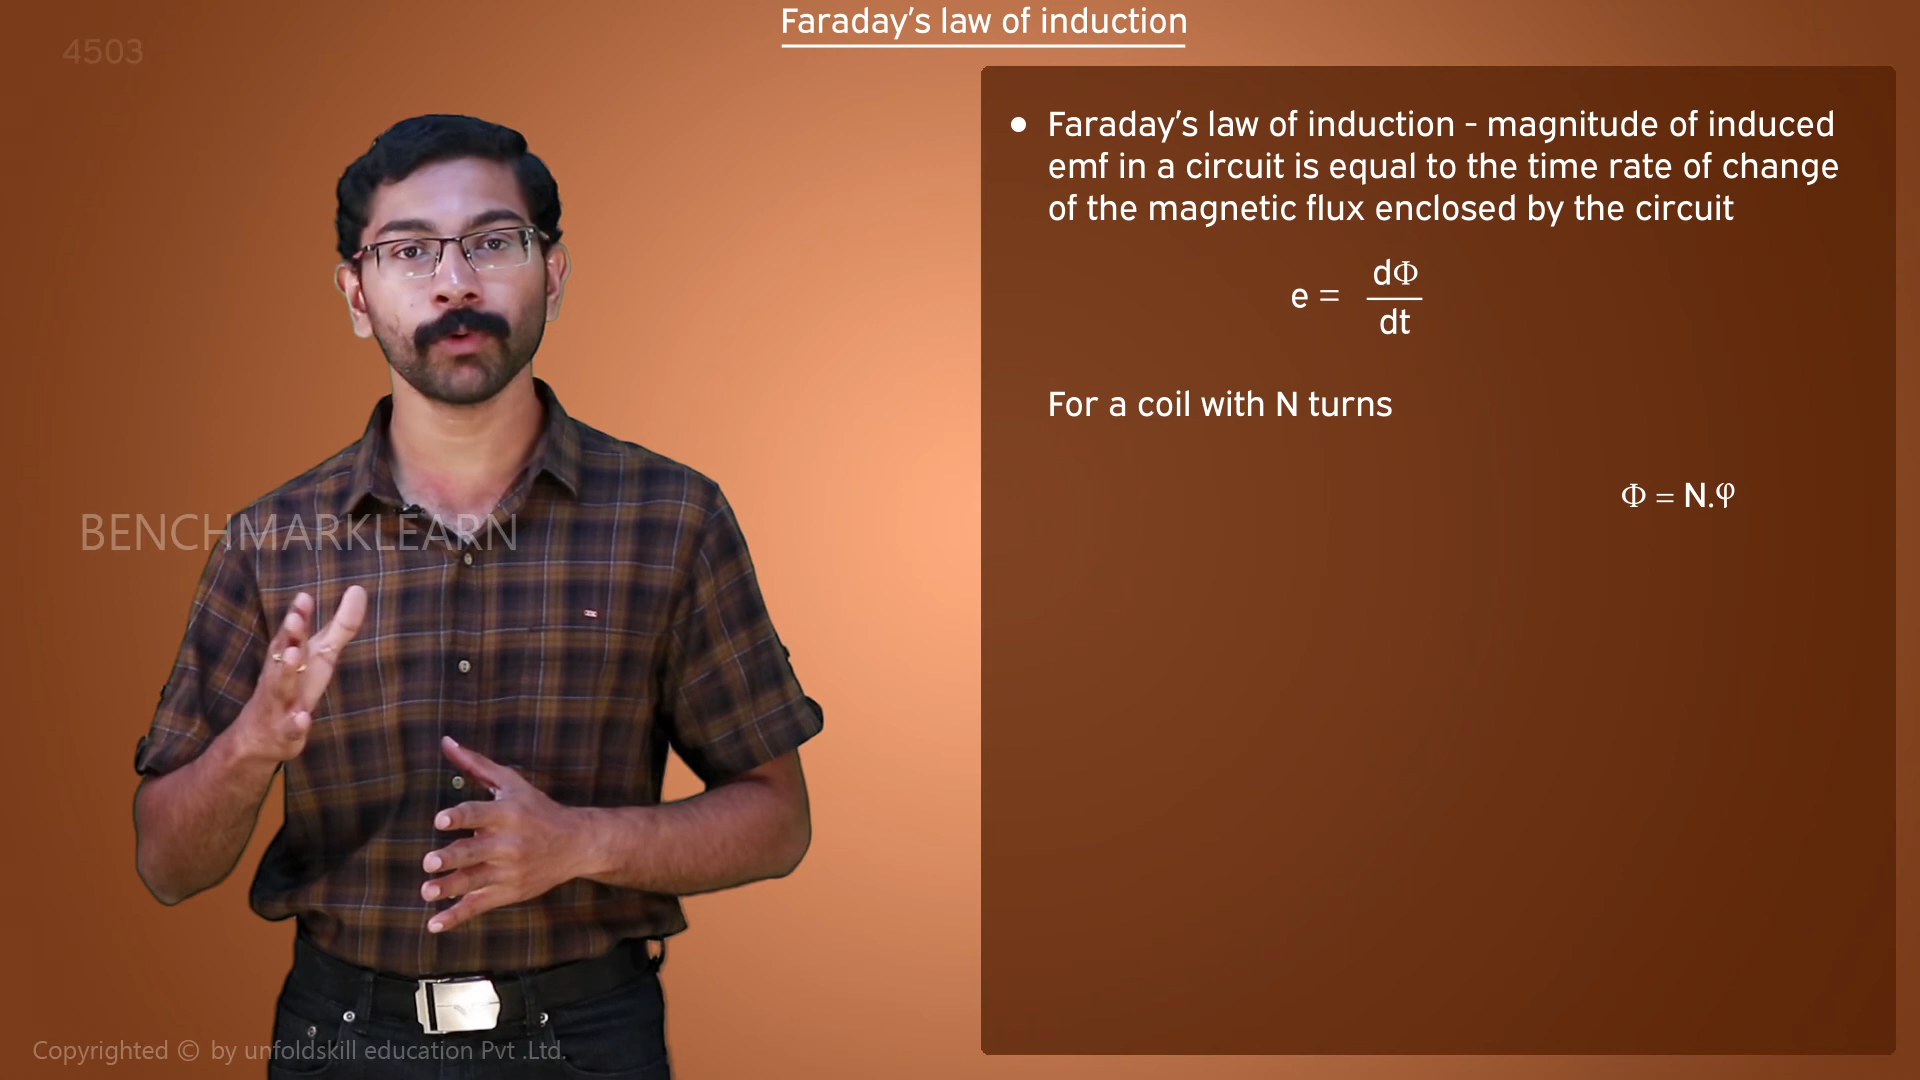 Faraday’s law of induction
4503
● Faraday’s law of induction - magnitude of induced
emf in a circuit is equal to the time rate of change
of the magnetic flux enclosed by the circuit
e = dΦ
dt
For a coil with N turns
Φ = N.φ
BENCHMARKLEARN
Copyrighted © by unfoldskill education Pvt .Ltd.